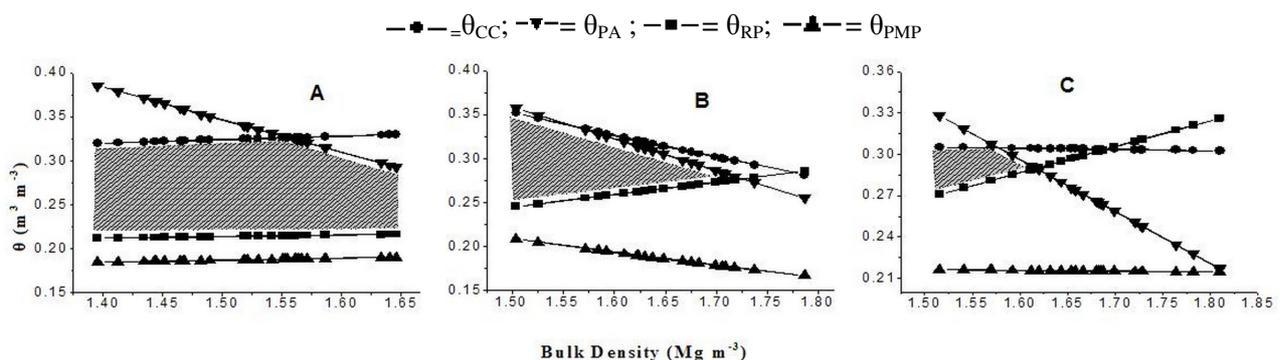 =θCC; = θPA ; = θRP; = θPMP
A
B
C
0.40
0.35
0.30
0.25
0.20
0.15
1.40 1.45 1.50 1.55 1.60 1.65
0.40
0.35
0.30
0.25
0.20
0.15
1.50 1.55 1.60 1.65 1.70 1.75 1.80
0.36
0.33
0.30
0.27
0.24
0.21
1.50 1.55 1.60 1.65 1.70 1.75 1.80 1.85
θ (m³ m⁻³)
Bulk Density (Mg m⁻³)